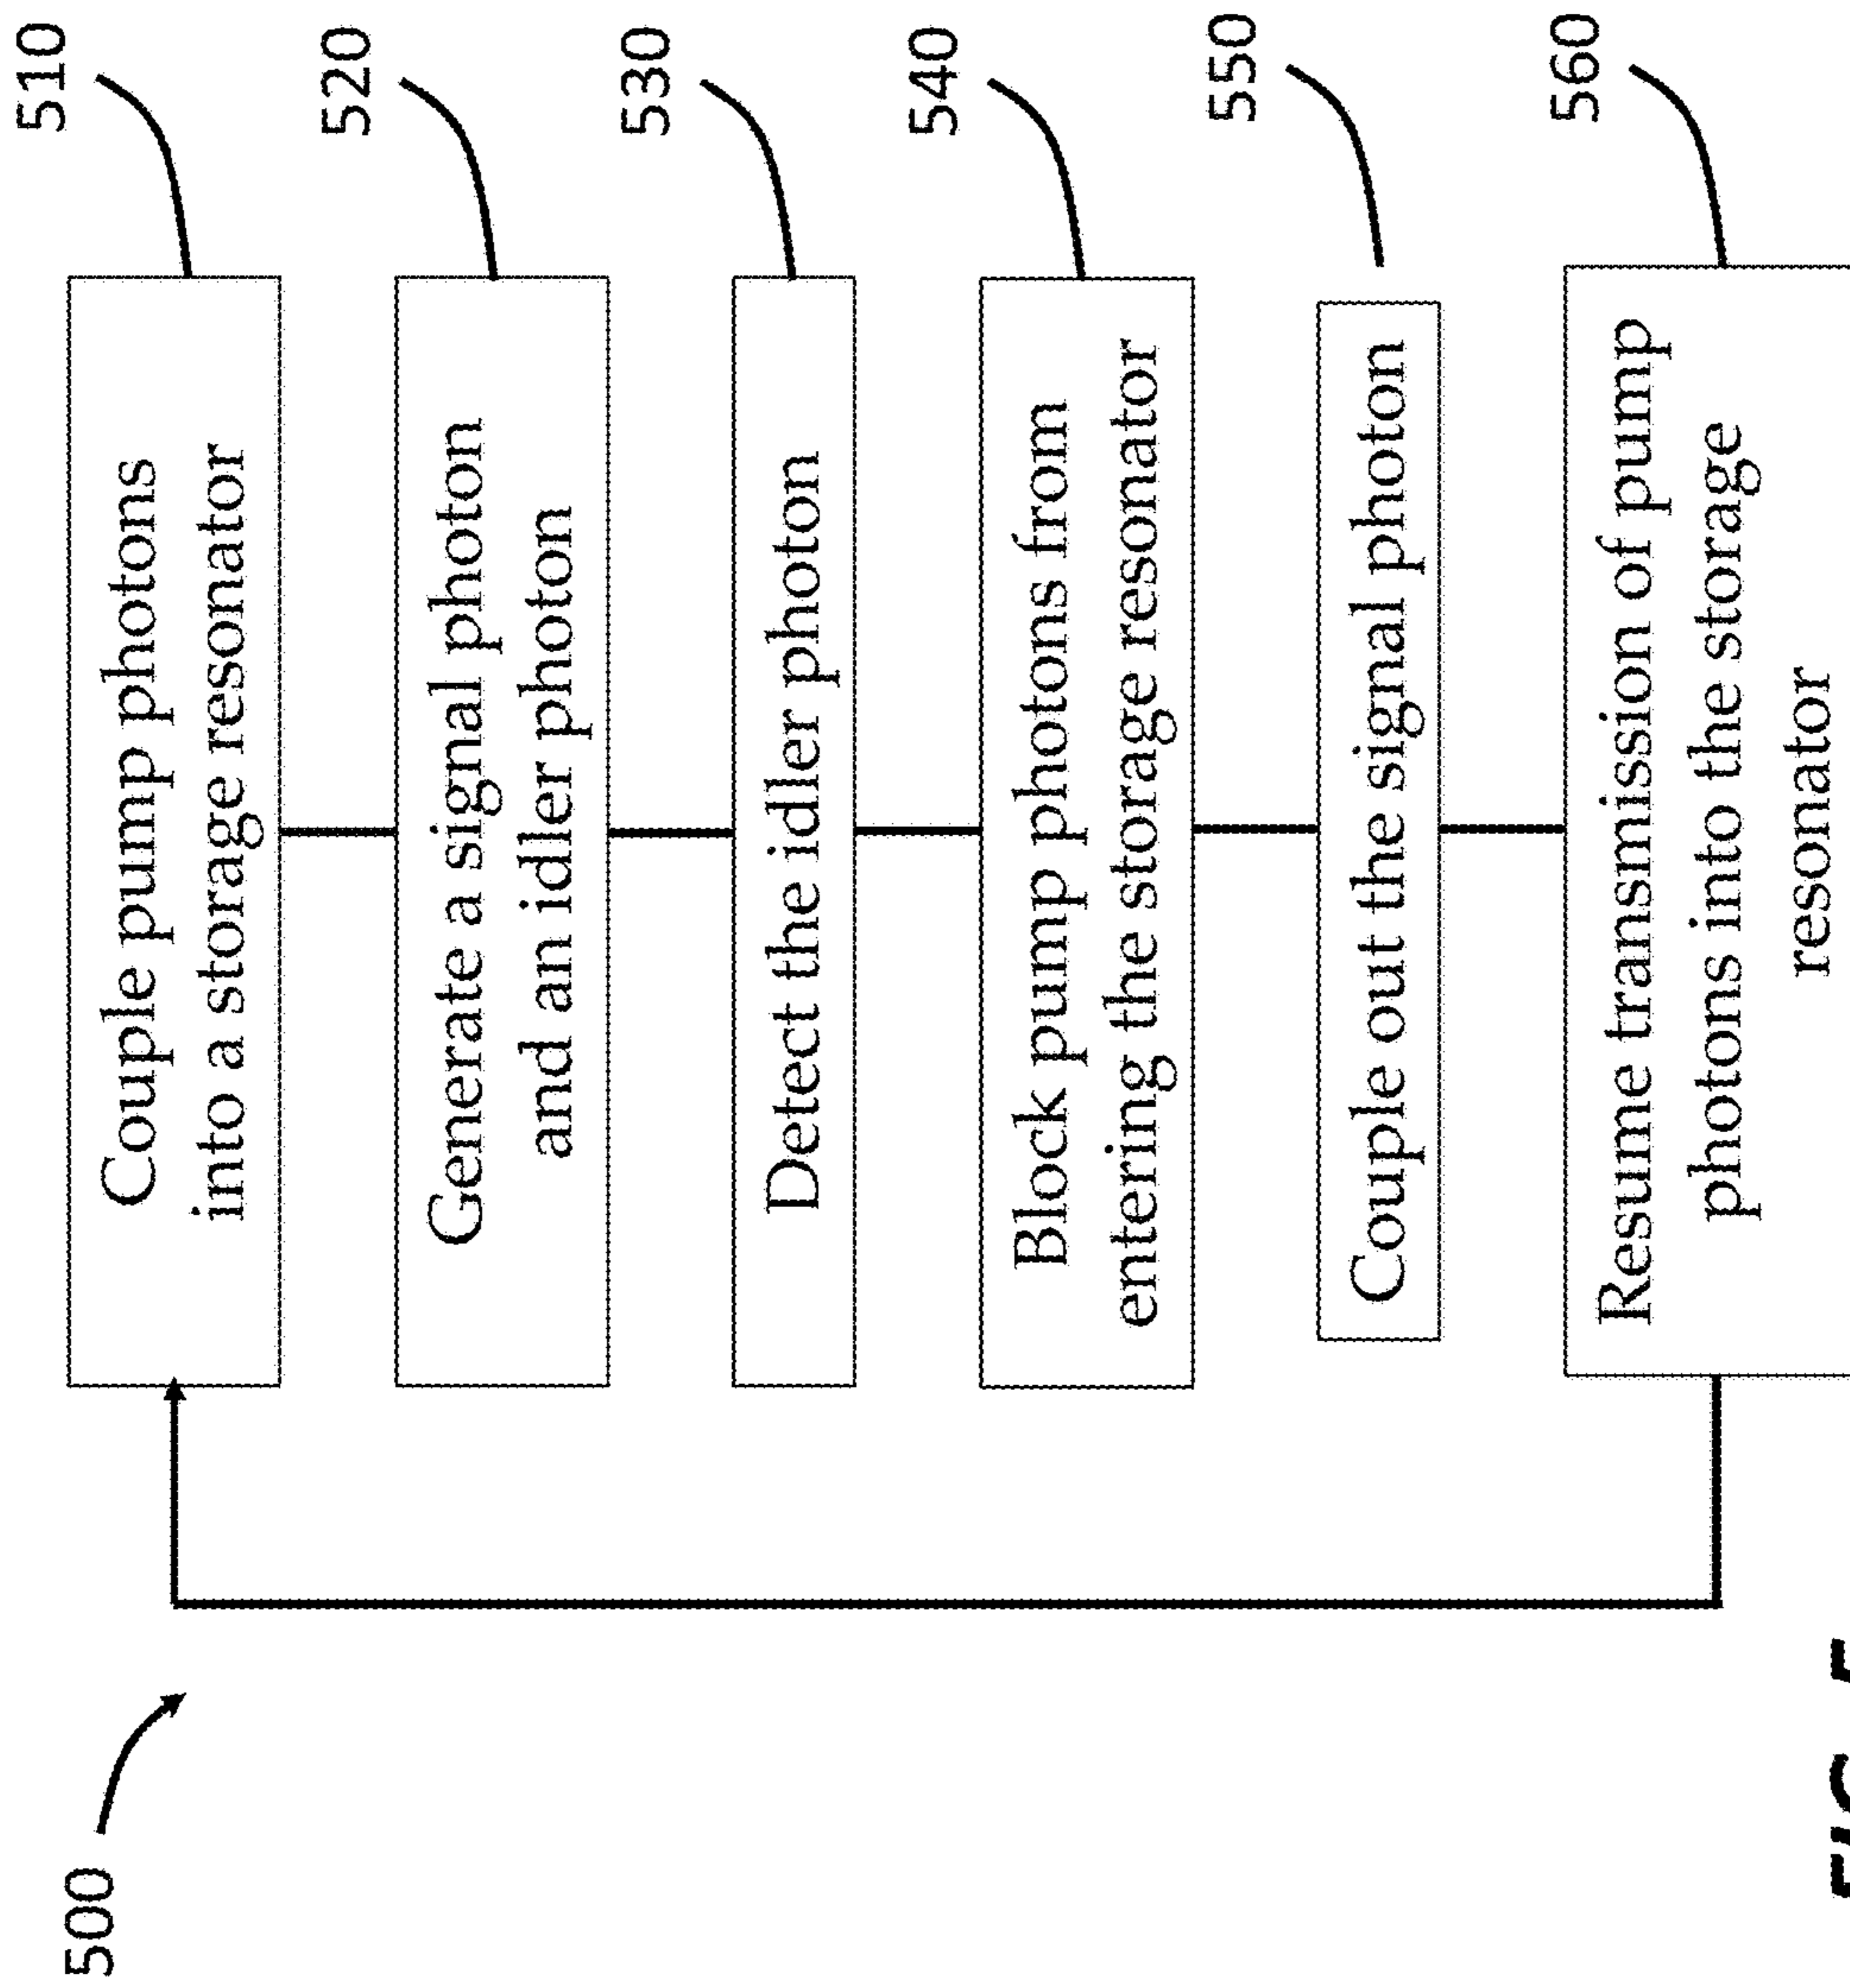 500
510
Couple pump photons
into a storage resonator
520
Generate a signal photon
and an idler photon
530
Detect the idler photon
540
Block pump photons from
entering the storage resonator
550
Couple out the signal photon
560
Resume transmission of pump
photons into the storage
resonator